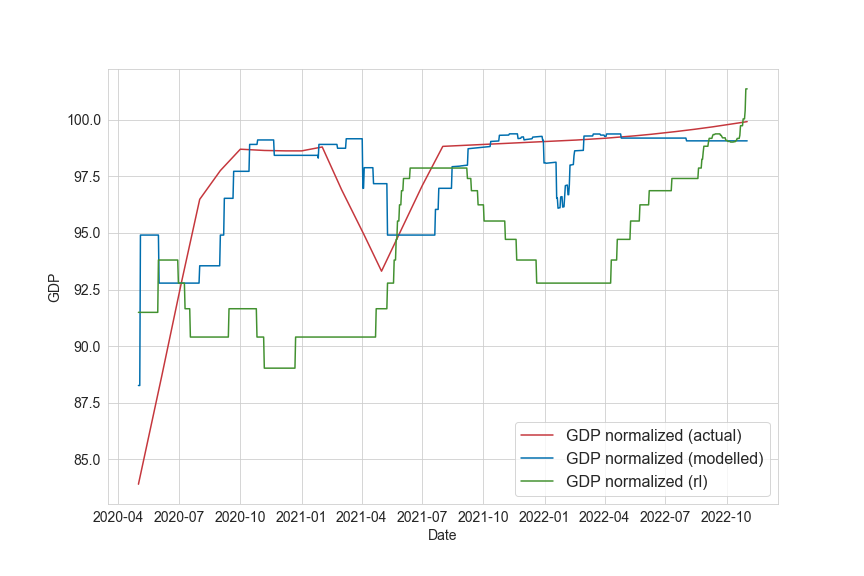 GDP
100.0
97.5
95.0
92.5
90.0
87.5
85.0
GDP normalized (actual)
GDP normalized (modelled)
GDP normalized (rl)
2020-04 2020-07 2020-10 2021-01 2021-04 2021-07 2021-10 2022-01 2022-04 2022-07 2022-10
Date